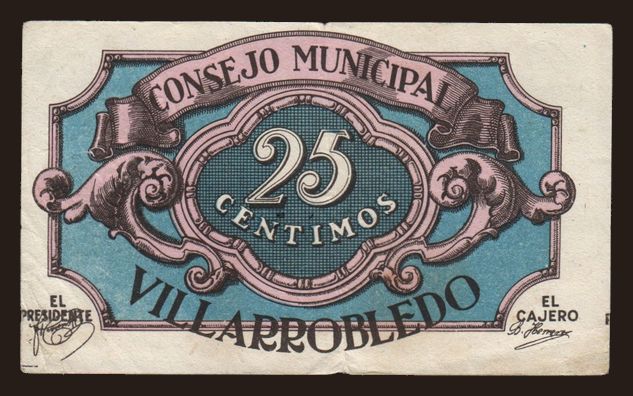 CONSEJO MUNICIPAL
25
CENTIMOS
VILLARROBLEDO
EL
PRESIDENTE
EL
CAJERO